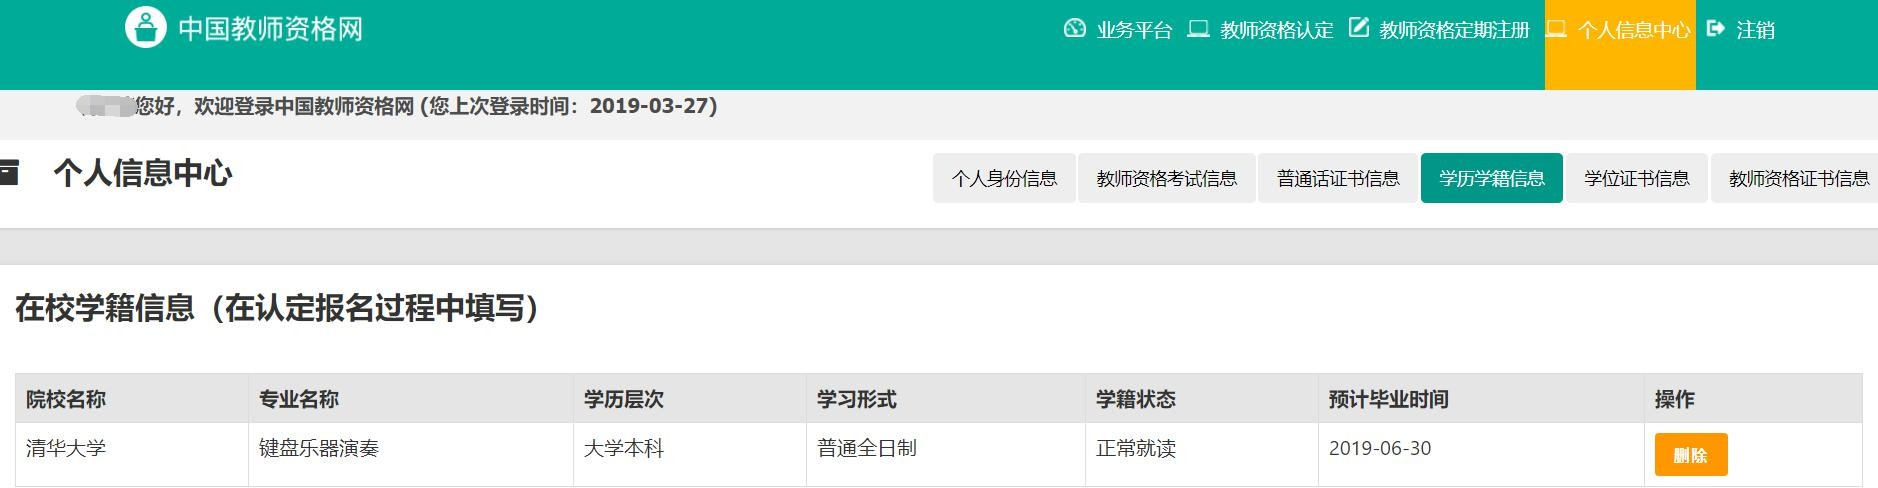 中国教师资格网
业务平台 教师资格认定 教师资格定期注册 个人信息中心 注销
您好，欢迎登录中国教师资格网 (您上次登录时间：2019-03-27)
个人信息中心
个人身份信息 教师资格考试信息 普通话证书信息 学历学籍信息 学位证书信息 教师资格证书信息
在校学籍信息（在认定报名过程中填写）
院校名称 专业名称 学历层次 学习形式 学籍状态 预计毕业时间 操作
清华大学 键盘乐器演奏 大学本科 普通全日制 正常就读 2019-06-30 删除